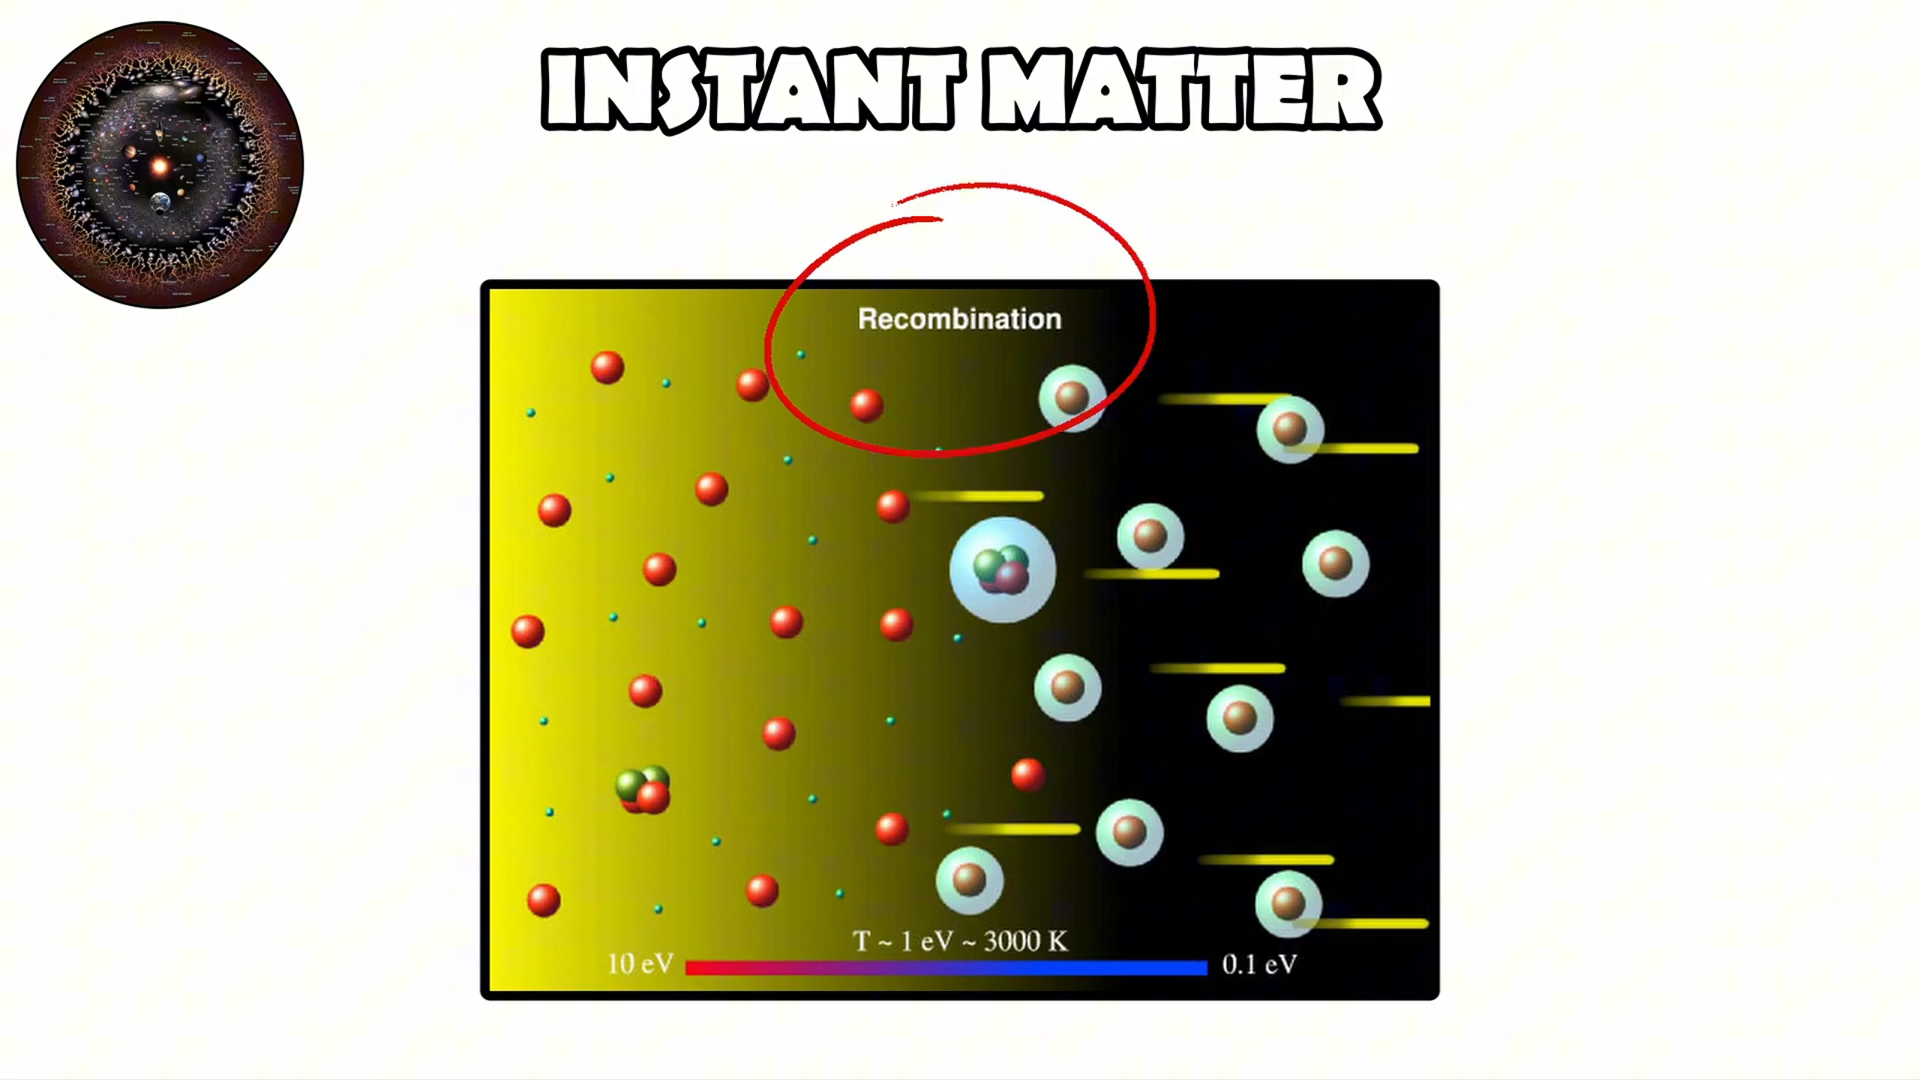 INSTANT MATTER
Recombination
T ~ 1 eV ~ 3000 K
10 eV
0.1 eV